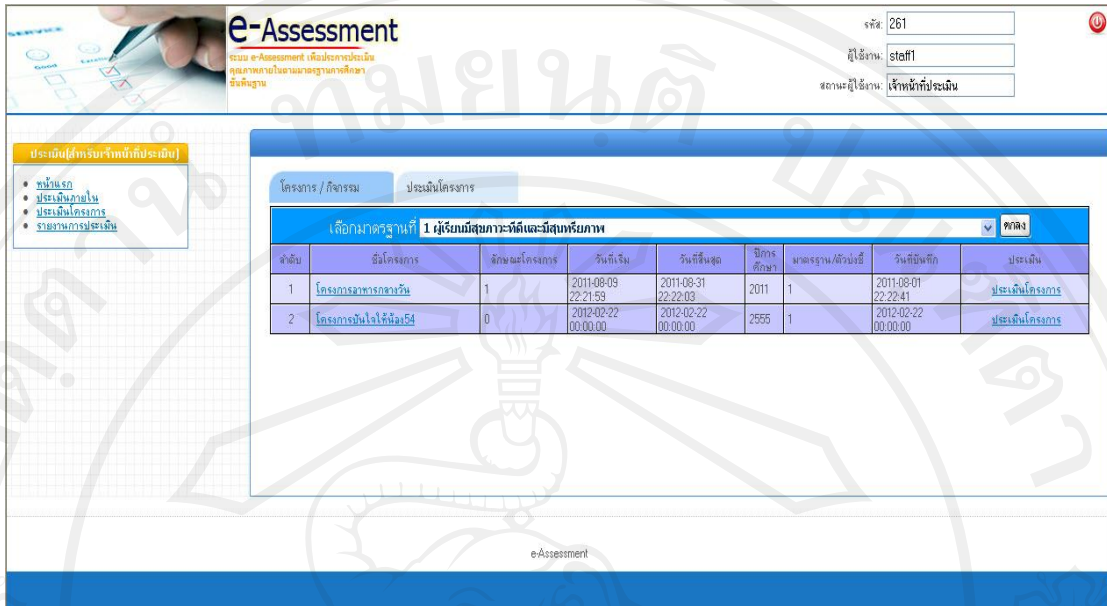 e-Assessment
ระบบ e-Assessment เพื่อประการประเมิน
คุณภาพภายในตามมาตรฐานการศึกษา
ขั้นพื้นฐาน
รหัส: 261
ผู้ใช้งาน: staff1
สถานะผู้ใช้งาน: เจ้าหน้าที่ประเมิน
ประเมิน[สำหรับเจ้าหน้าที่ประเมิน]
หน้าแรก
ประเมินภายใน
ประเมินโครงการ
รายงานการประเมิน
โครงการ / กิจกรรม ประเมินโครงการ
เลือกมาตรฐานที่ 1 ผู้เรียนมีสุขภาวะที่ดีและมีสุนทรียภาพ ตกลง
ลำดับ ชื่อโครงการ ลักษณะโครงการ วันที่เริ่ม วันที่สิ้นสุด ปีการศึกษา มาตรฐาน/ตัวบ่งชี้ วันที่บันทึก ประเมิน
1 โครงการอาหารกลางวัน 1 2011-08-09 22:21:59 2011-08-31 22:22:03 2011 1 2011-08-01 22:22:41 ประเมินโครงการ
2 โครงการปันใจให้น้อง54 0 2012-02-22 00:00:00 2012-02-22 00:00:00 2555 1 2012-02-22 00:00:00 ประเมินโครงการ
e-Assessment